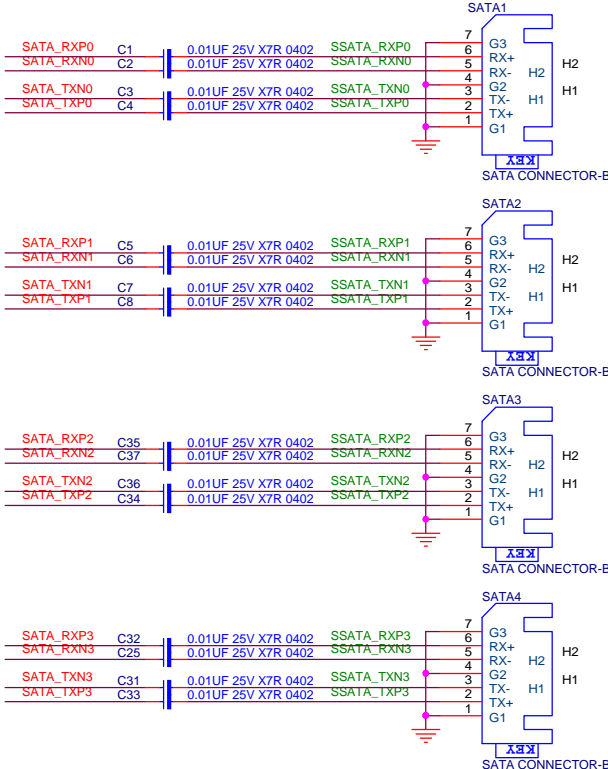 SATA1
7 G3
SATA_RXP0 C1 0.01UF 25V X7R 0402 SSATA_RXP0 6 RX+
SATA_RXN0 C2 0.01UF 25V X7R 0402 SSATA_RXN0 5 RX- H2 H2
4 G2
SATA_TXN0 C3 0.01UF 25V X7R 0402 SSATA_TXN0 3 TX- H1 H1
SATA_TXP0 C4 0.01UF 25V X7R 0402 SSATA_TXP0 2 TX+
1 G1
KEY
SATA CONNECTOR-B
SATA2
7 G3
SATA_RXP1 C5 0.01UF 25V X7R 0402 SSATA_RXP1 6 RX+
SATA_RXN1 C6 0.01UF 25V X7R 0402 SSATA_RXN1 5 RX- H2 H2
4 G2
SATA_TXN1 C7 0.01UF 25V X7R 0402 SSATA_TXN1 3 TX- H1 H1
SATA_TXP1 C8 0.01UF 25V X7R 0402 SSATA_TXP1 2 TX+
1 G1
KEY
SATA CONNECTOR-B
SATA3
7 G3
SATA_RXP2 C35 0.01UF 25V X7R 0402 SSATA_RXP2 6 RX+
SATA_RXN2 C37 0.01UF 25V X7R 0402 SSATA_RXN2 5 RX- H2 H2
4 G2
SATA_TXN2 C36 0.01UF 25V X7R 0402 SSATA_TXN2 3 TX- H1 H1
SATA_TXP2 C34 0.01UF 25V X7R 0402 SSATA_TXP2 2 TX+
1 G1
KEY
SATA CONNECTOR-B
SATA4
7 G3
SATA_RXP3 C32 0.01UF 25V X7R 0402 SSATA_RXP3 6 RX+
SATA_RXN3 C25 0.01UF 25V X7R 0402 SSATA_RXN3 5 RX- H2 H2
4 G2
SATA_TXN3 C31 0.01UF 25V X7R 0402 SSATA_TXN3 3 TX- H1 H1
SATA_TXP3 C33 0.01UF 25V X7R 0402 SSATA_TXP3 2 TX+
1 G1
KEY
SATA CONNECTOR-B